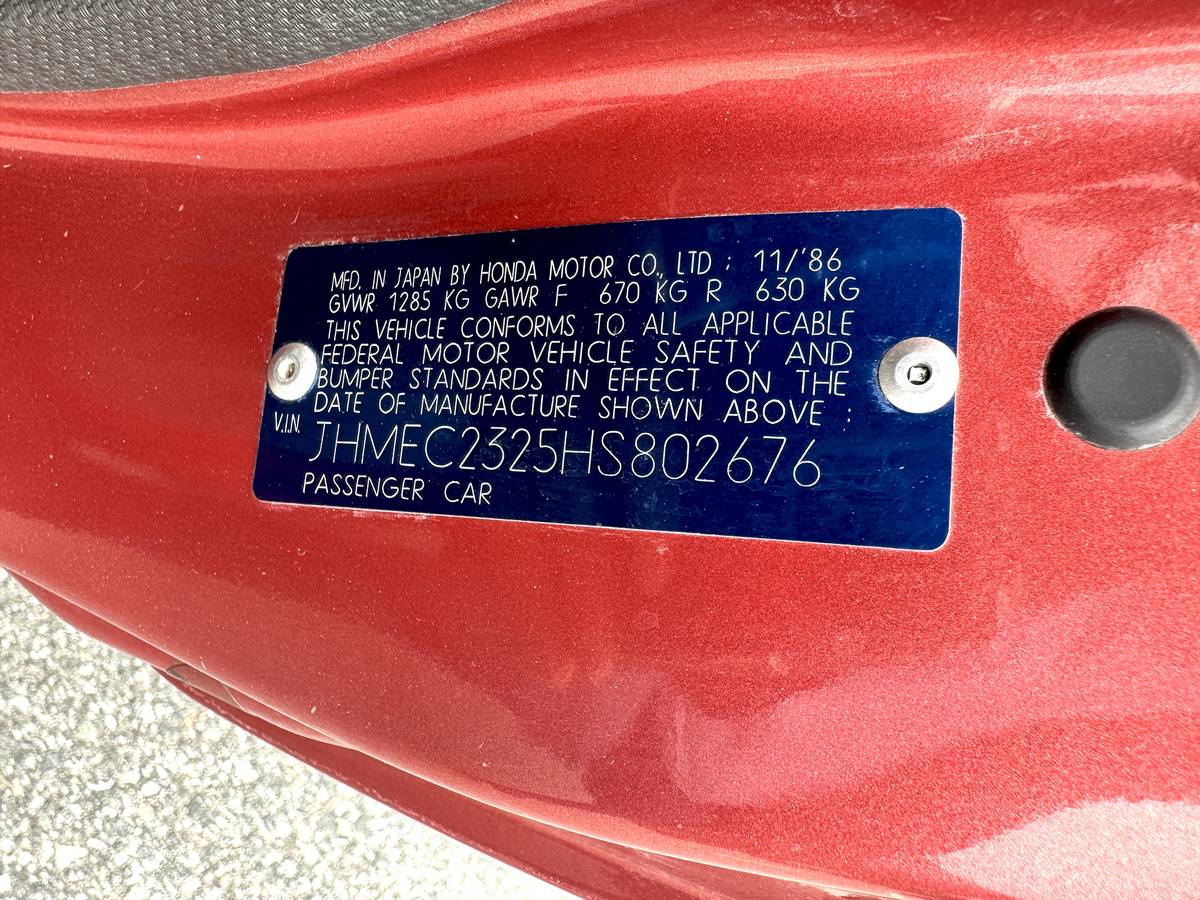 MFD. IN JAPAN BY HONDA MOTOR CO., LTD ; 11/'86
GVWR 1285 KG GAWR F 670 KG R 630 KG
THIS VEHICLE CONFORMS TO ALL APPLICABLE
FEDERAL MOTOR VEHICLE SAFETY AND
BUMPER STANDARDS IN EFFECT ON THE
DATE OF MANUFACTURE SHOWN ABOVE :
V.I.N. JHMEC2325HS802676
PASSENGER CAR